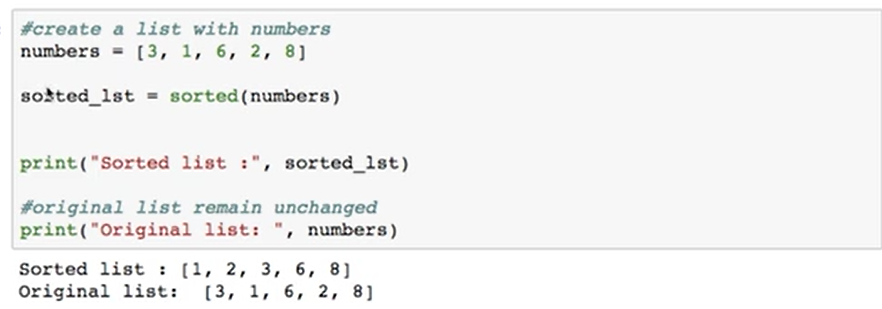 #create a list with numbers
numbers = [3, 1, 6, 2, 8]
sorted_lst = sorted(numbers)
print("Sorted list :", sorted_lst)
#original list remain unchanged
print("Original list: ", numbers)
Sorted list : [1, 2, 3, 6, 8]
Original list:  [3, 1, 6, 2, 8]